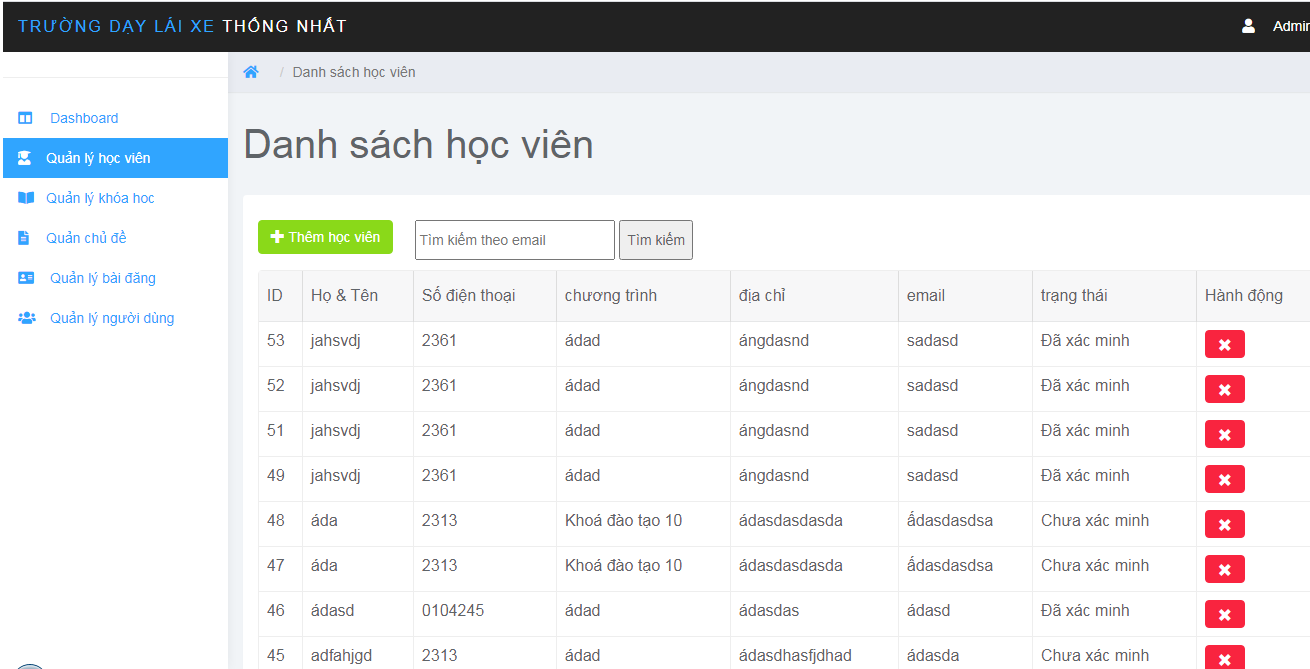 TRƯỜNG DẠY LÁI XE THỐNG NHẤT
Admin
/ Danh sách học viên
Dashboard
Quản lý học viên
Quản lý khóa hoc
Quản chủ đề
Quản lý bài đăng
Quản lý người dùng
Danh sách học viên
Thêm học viên
Tìm kiếm theo email
Tìm kiếm
ID Họ & Tên Số điện thoại chương trình địa chỉ email trạng thái Hành động
53 jahsvdj 2361 ádad ángdasnd sadasd Đã xác minh
52 jahsvdj 2361 ádad ángdasnd sadasd Đã xác minh
51 jahsvdj 2361 ádad ángdasnd sadasd Đã xác minh
49 jahsvdj 2361 ádad ángdasnd sadasd Đã xác minh
48 áda 2313 Khoá đào tạo 10 ádasdasdasda ấdasdasdsa Chưa xác minh
47 áda 2313 Khoá đào tạo 10 ádasdasdasda ấdasdasdsa Chưa xác minh
46 ádasd 0104245 ádad ádasdas ádasd Đã xác minh
45 adfahjgd 2313 ádad ádasdhasfjdhad ádasda Chưa xác minh